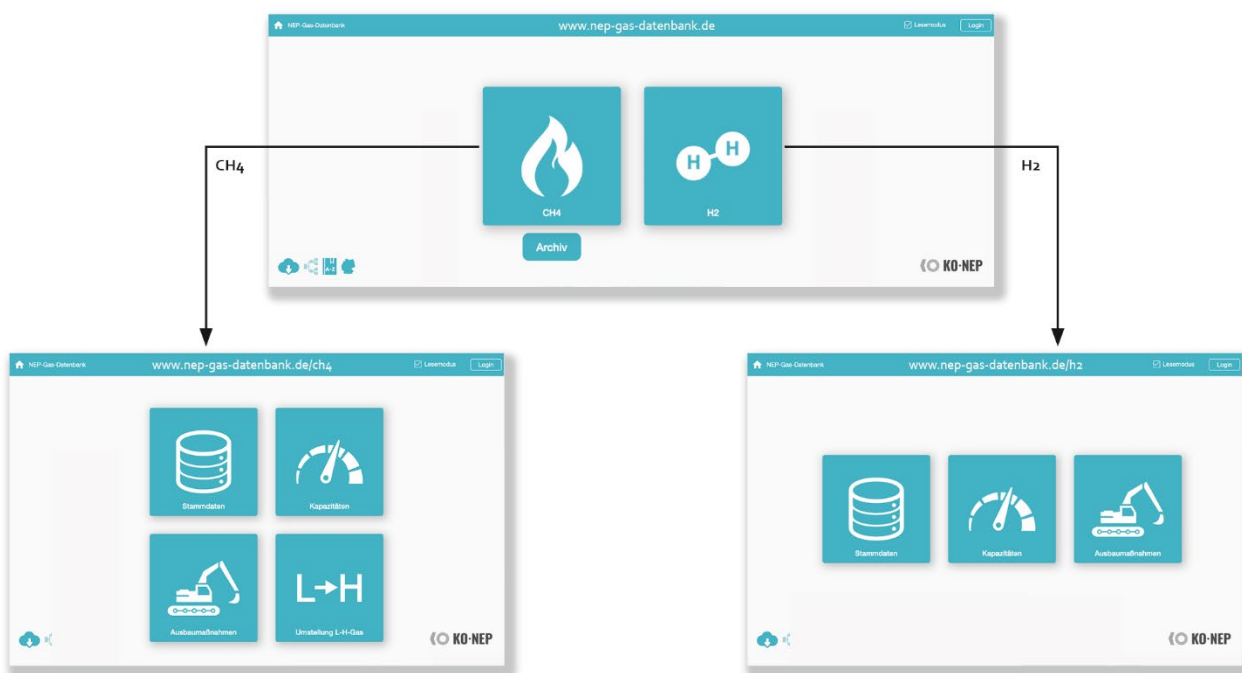 NEP-Gas-Datenbank
www.nep-gas-datenbank.de
Lesemodus
Login
CH4
H
H
CH4
H2
H2
Archiv
A-Z
KO·NEP
NEP-Gas-Datenbank
www.nep-gas-datenbank.de/ch4
Lesemodus
Login
Stammdaten
Kapazitäten
L→H
Ausbaumaßnahmen
Umstellung L-H-Gas
KO·NEP
NEP-Gas-Datenbank
www.nep-gas-datenbank.de/h2
Lesemodus
Login
Stammdaten
Kapazitäten
Ausbaumaßnahmen
KO·NEP